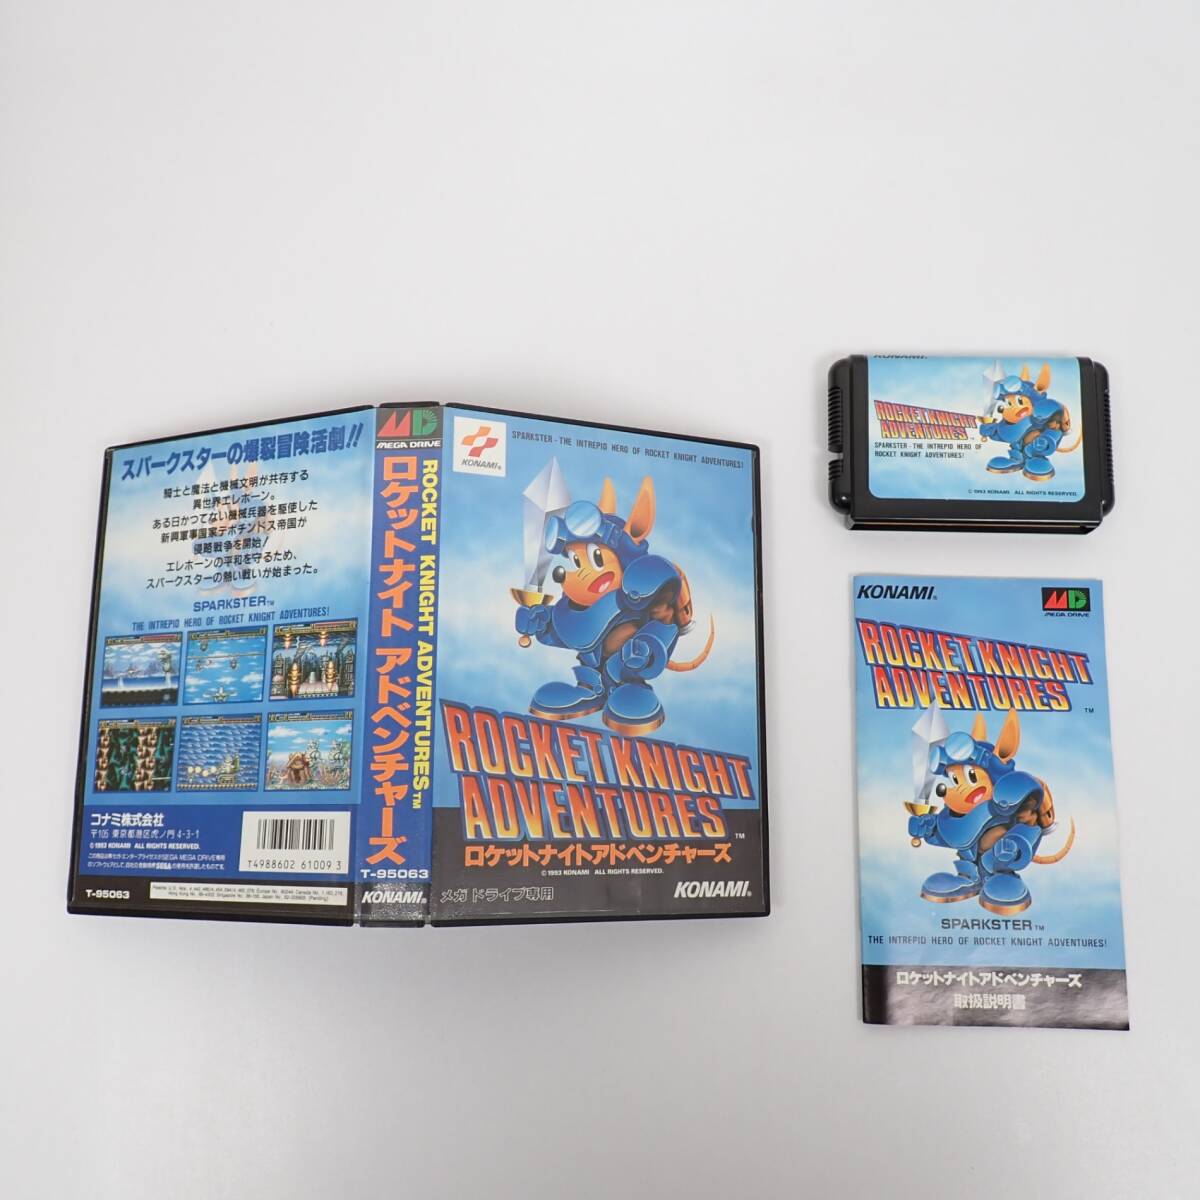 スパークスターの爆裂冒険活劇!!
騎士と魔法と機械文明が共存する
異世界エレホーン。
ある日かつてない機械兵器を駆使した
新興軍事国家デボチンドス帝国が
侵略戦争を開始!
エレホーンの平和を守るため、
スパークスターの熱い戦いが始まった。
SPARKSTER™
THE INTREPID HERO OF ROCKET KNIGHT ADVENTURES!
コナミ株式会社
〒105 東京都港区虎ノ門4-3-1
©1993 KONAMI ALL RIGHTS RESERVED.
T4988602 61009 3
T-95063
MD
MEGA DRIVE
ROCKET KNIGHT ADVENTURES™
ロケットナイトアドベンチャーズ
T-95063
KONAMI®
KONAMI®
SPARKSTER - THE INTREPID HERO OF ROCKET KNIGHT ADVENTURES!
ROCKET KNIGHT
ADVENTURES™
ロケットナイトアドベンチャーズ
©1993 KONAMI ALL RIGHTS RESERVED.
メガドライブ専用
KONAMI®
KONAMI®
ROCKET KNIGHT
ADVENTURES™
SPARKSTER - THE INTREPID HERO OF
ROCKET KNIGHT ADVENTURES!
©1993 KONAMI ALL RIGHTS RESERVED.
KONAMI®
MD
MEGA DRIVE
ROCKET KNIGHT
ADVENTURES™
SPARKSTER™
THE INTREPID HERO OF ROCKET KNIGHT ADVENTURES!
ロケットナイトアドベンチャーズ
取扱説明書